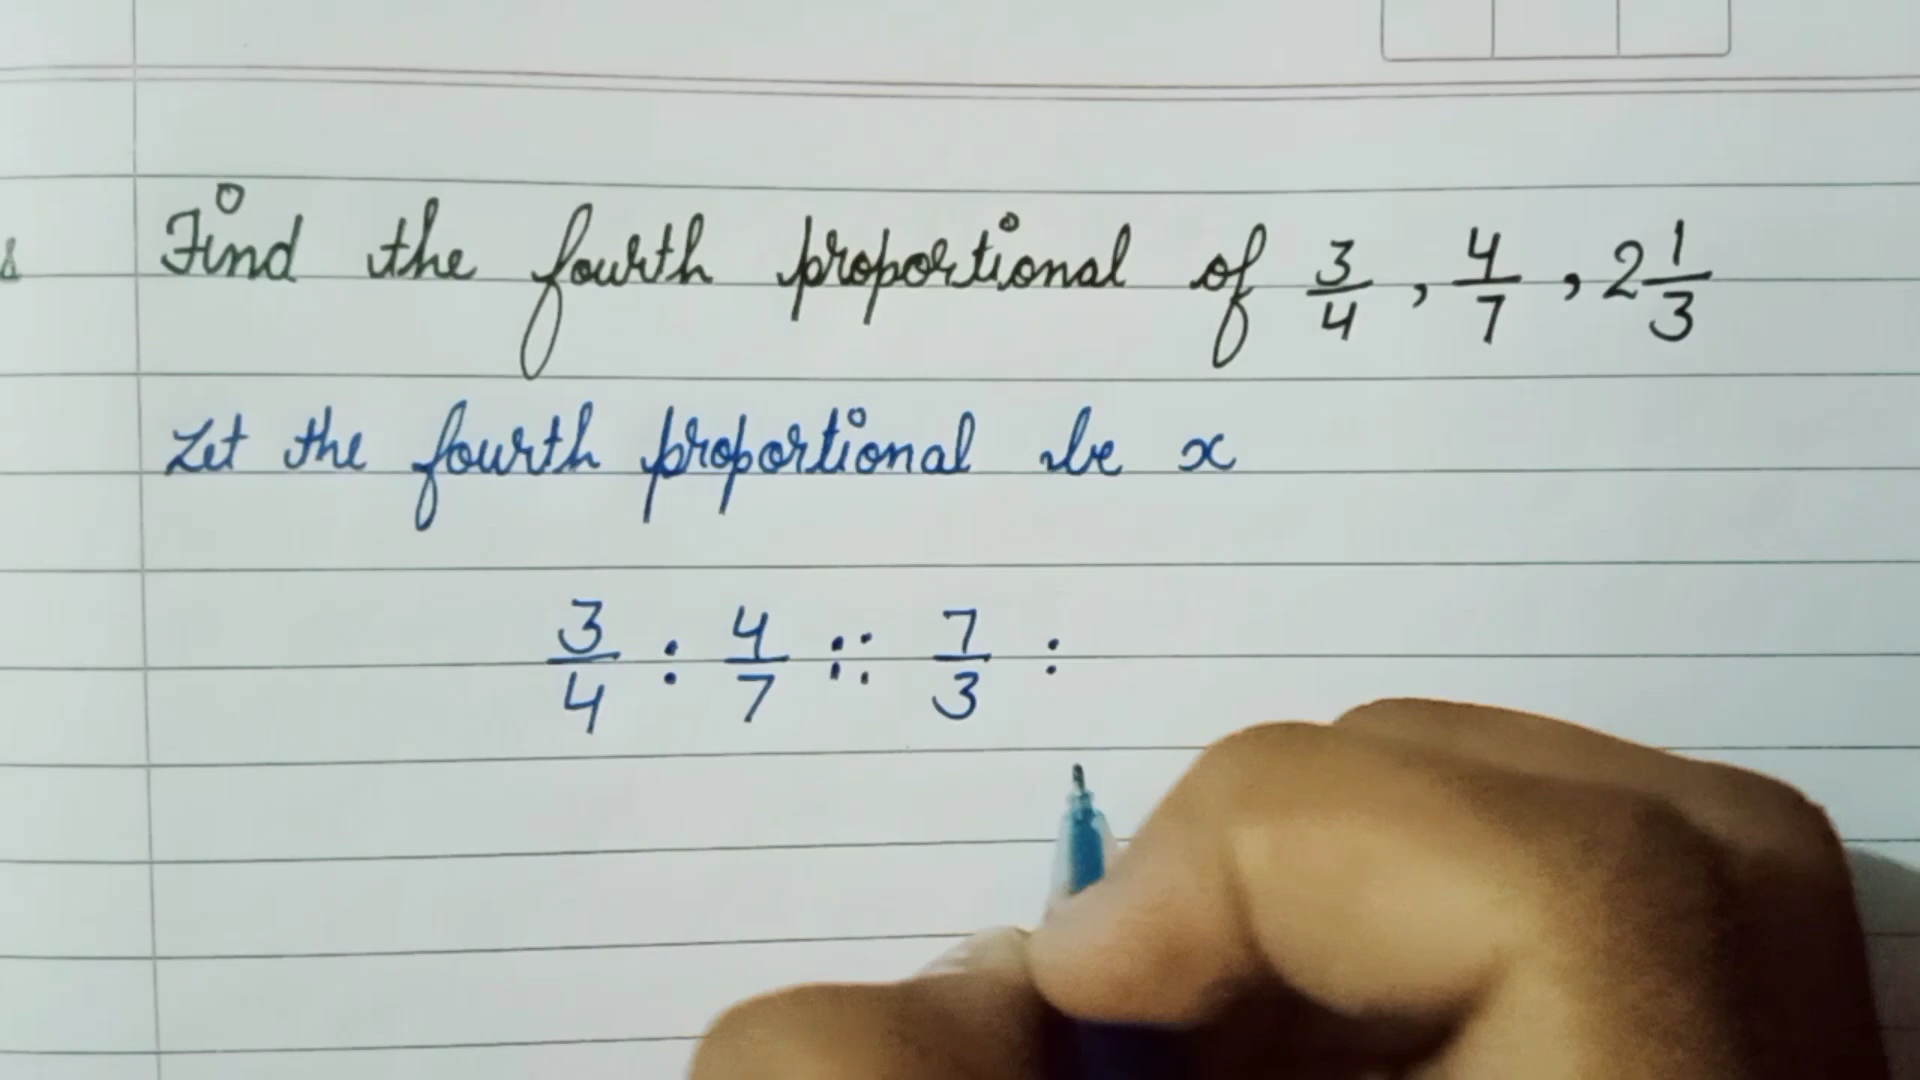 Find the fourth proportional of 3/4, 4/7, 2 1/3
Let the fourth proportional be x
3/4 : 4/7 :: 7/3 :